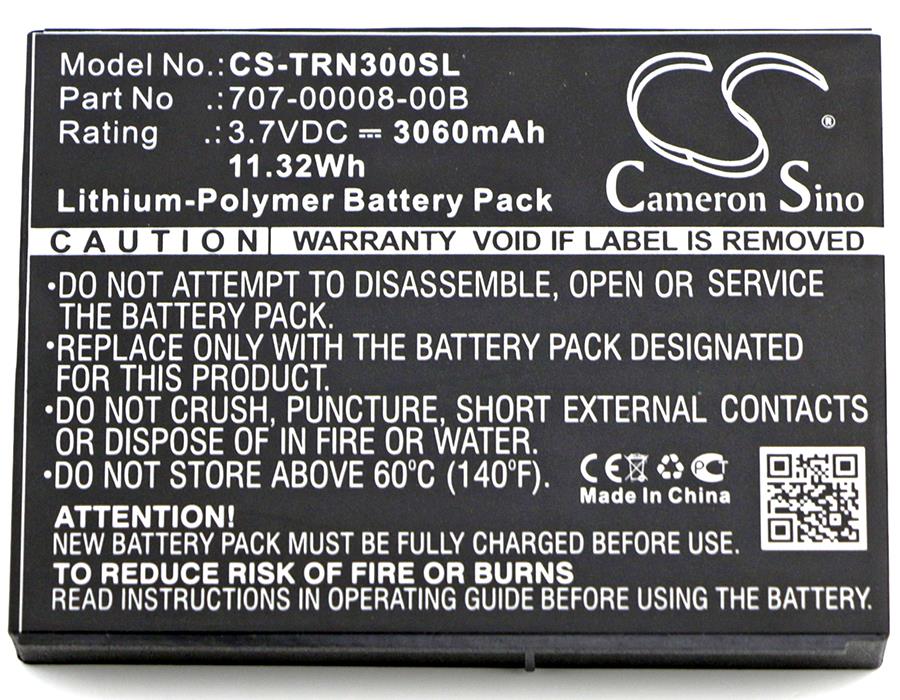 Model No.:CS-TRN300SL
Part No .:707-00008-00B
Rating .:3.7VDC ⎓ 3060mAh
11.32Wh
Lithium-Polymer Battery Pack
CS ®
Cameron Sino
CAUTION WARRANTY VOID IF LABEL IS REMOVED
•DO NOT ATTEMPT TO DISASSEMBLE, OPEN OR SERVICE
THE BATTERY PACK.
•REPLACE ONLY WITH THE BATTERY PACK DESIGNATED
FOR THIS PRODUCT.
•DO NOT CRUSH, PUNCTURE, SHORT EXTERNAL CONTACTS
OR DISPOSE OF IN FIRE OR WATER.
•DO NOT STORE ABOVE 60°C (140°F).
CE PCT
Made In China
ATTENTION!
NEW BATTERY PACK MUST BE FULLY CHARGED BEFORE USE.
TO REDUCE RISK OF FIRE OR BURNS
READ INSTRUCTIONS IN OPERATING GUIDE BEFORE USING THE BATTERY.